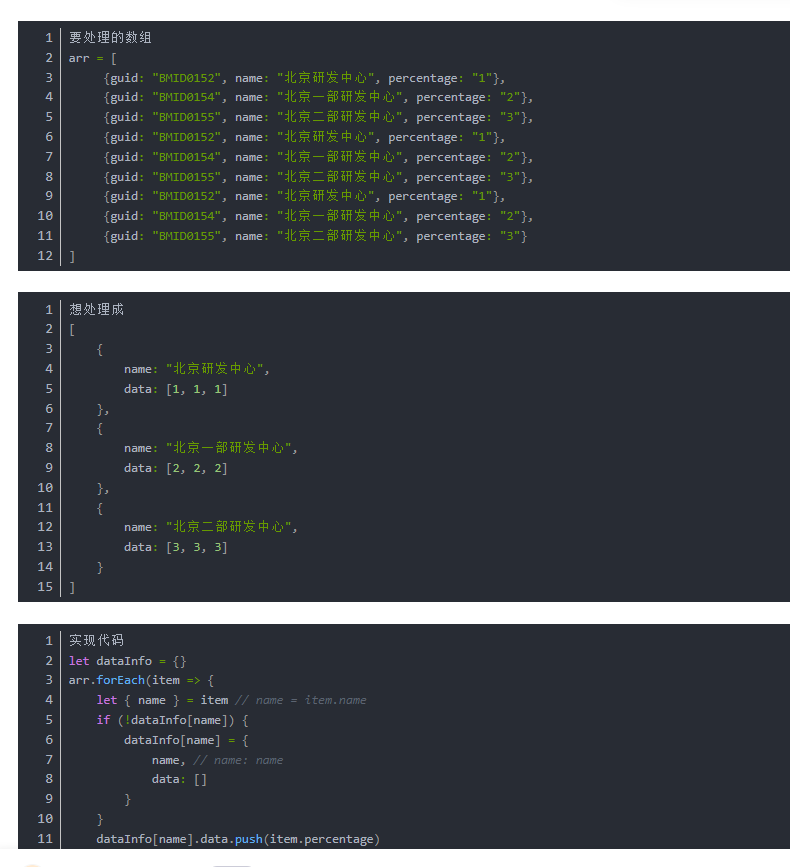 1 要处理的数组
2 arr = [
3     {guid: "BMID0152", name: "北京研发中心", percentage: "1"},
4     {guid: "BMID0154", name: "北京一部研发中心", percentage: "2"},
5     {guid: "BMID0155", name: "北京二部研发中心", percentage: "3"},
6     {guid: "BMID0152", name: "北京研发中心", percentage: "1"},
7     {guid: "BMID0154", name: "北京一部研发中心", percentage: "2"},
8     {guid: "BMID0155", name: "北京二部研发中心", percentage: "3"},
9     {guid: "BMID0152", name: "北京研发中心", percentage: "1"},
10     {guid: "BMID0154", name: "北京一部研发中心", percentage: "2"},
11     {guid: "BMID0155", name: "北京二部研发中心", percentage: "3"}
12 ]
1 想处理成
2 [
3     {
4         name: "北京研发中心",
5         data: [1, 1, 1]
6     },
7     {
8         name: "北京一部研发中心",
9         data: [2, 2, 2]
10     },
11     {
12         name: "北京二部研发中心",
13         data: [3, 3, 3]
14     }
15 ]
1 实现代码
2 let dataInfo = {}
3 arr.forEach(item => {
4     let { name } = item // name = item.name
5     if (!dataInfo[name]) {
6         dataInfo[name] = {
7             name, // name: name
8             data: []
9         }
10     }
11     dataInfo[name].data.push(item.percentage)